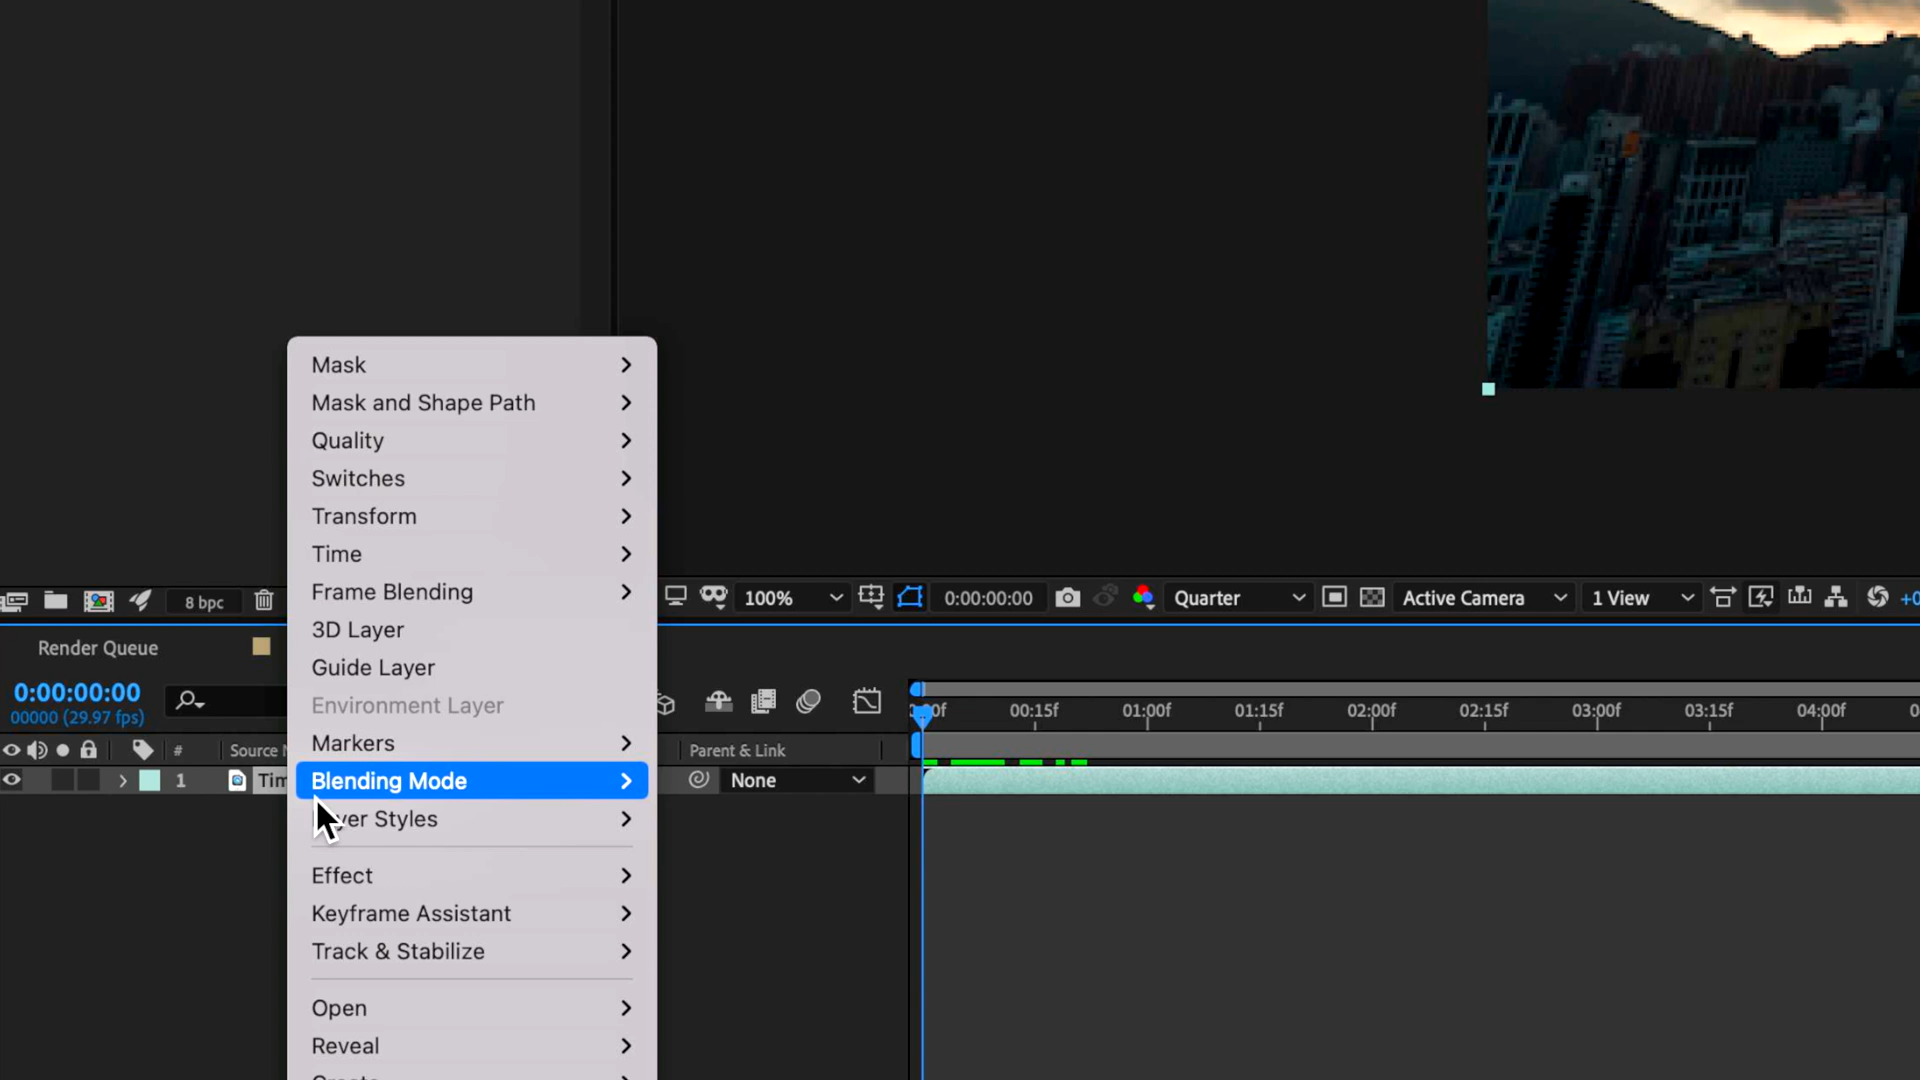 Mask
Mask and Shape Path
Quality
Switches
Transform
Time
Frame Blending
3D Layer
Guide Layer
Environment Layer
Markers
Blending Mode
yer Styles
Effect
Keyframe Assistant
Track & Stabilize
Open
Reveal
8 bpc
100%
0:00:00:00
Quarter
Active Camera
1 View
+0
Render Queue
0:00:00:00
00000 (29.97 fps)
00:15f
01:00f
01:15f
02:00f
02:15f
03:00f
03:15f
04:00f
#
Source
Parent & Link
1
Tim
None